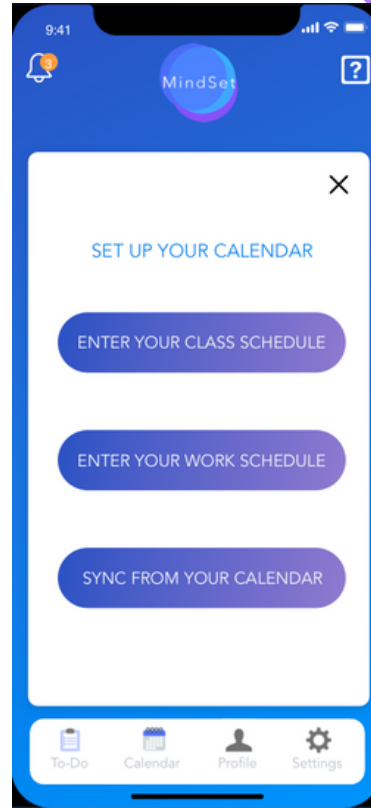 9:41
3
MindSet
?
SET UP YOUR CALENDAR
ENTER YOUR CLASS SCHEDULE
ENTER YOUR WORK SCHEDULE
SYNC FROM YOUR CALENDAR
To-Do Calendar Profile Settings